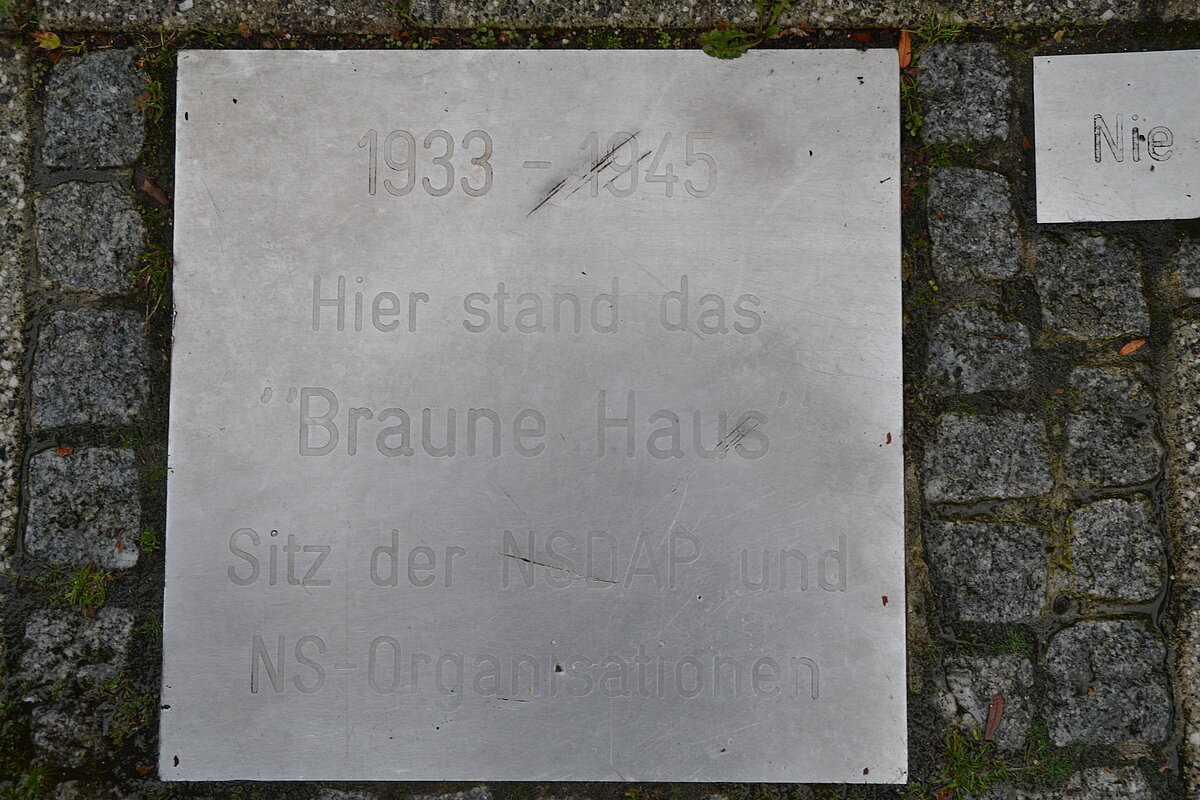 1933 - 1945
Hier stand das
"Braune Haus"
Sitz der NSDAP und
NS-Organisationen
Nie